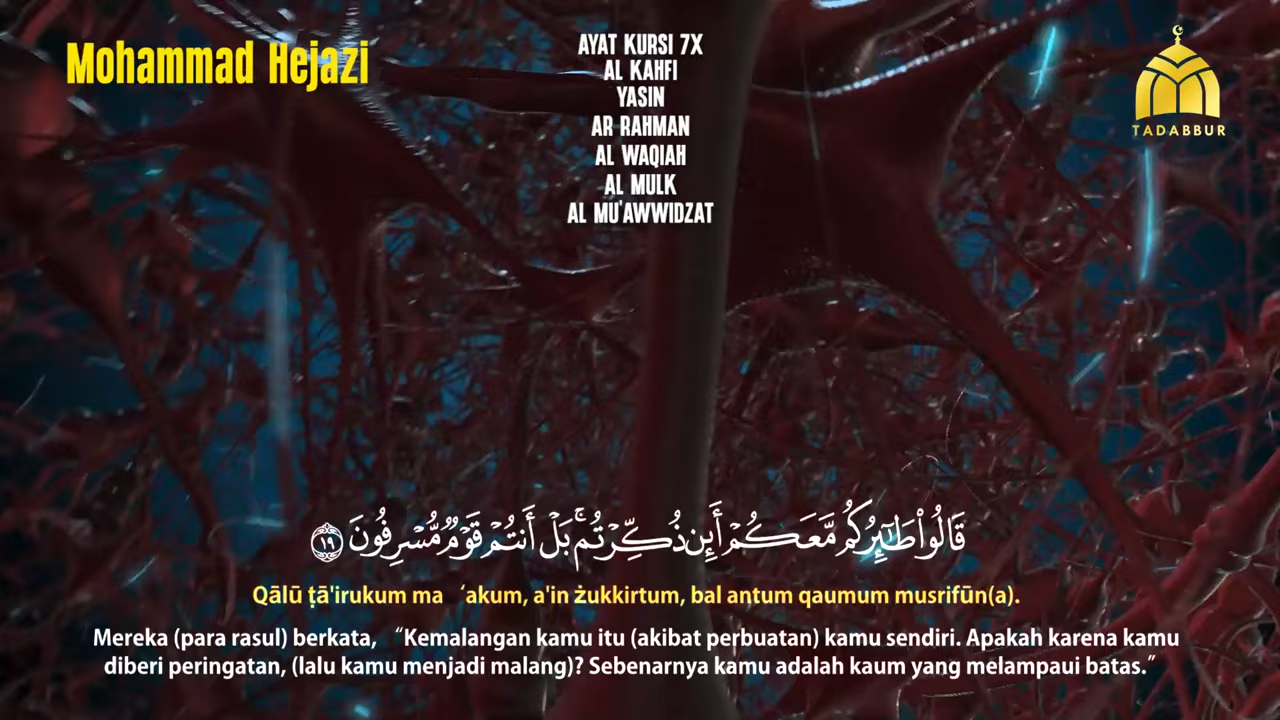 Mohammad Hejazi
AYAT KURSI 7X
AL KAHFI
YASIN
AR RAHMAN
AL WAQIAH
AL MULK
AL MU'AWWIDZAT
TADABBUR
قَالُوا۟ طَـٰٓئِرُكُم مَّعَكُمْ أَئِن ذُكِّرْتُم ۚ بَلْ أَنتُمْ قَوْمٌ مُّسْرِفُونَ ١٩
Qālū ṭā'irukum ma ‘akum, a'in żukkirtum, bal antum qaumum musrifūn(a).
Mereka (para rasul) berkata, “Kemalangan kamu itu (akibat perbuatan) kamu sendiri. Apakah karena kamu
diberi peringatan, (lalu kamu menjadi malang)? Sebenarnya kamu adalah kaum yang melampaui batas.”